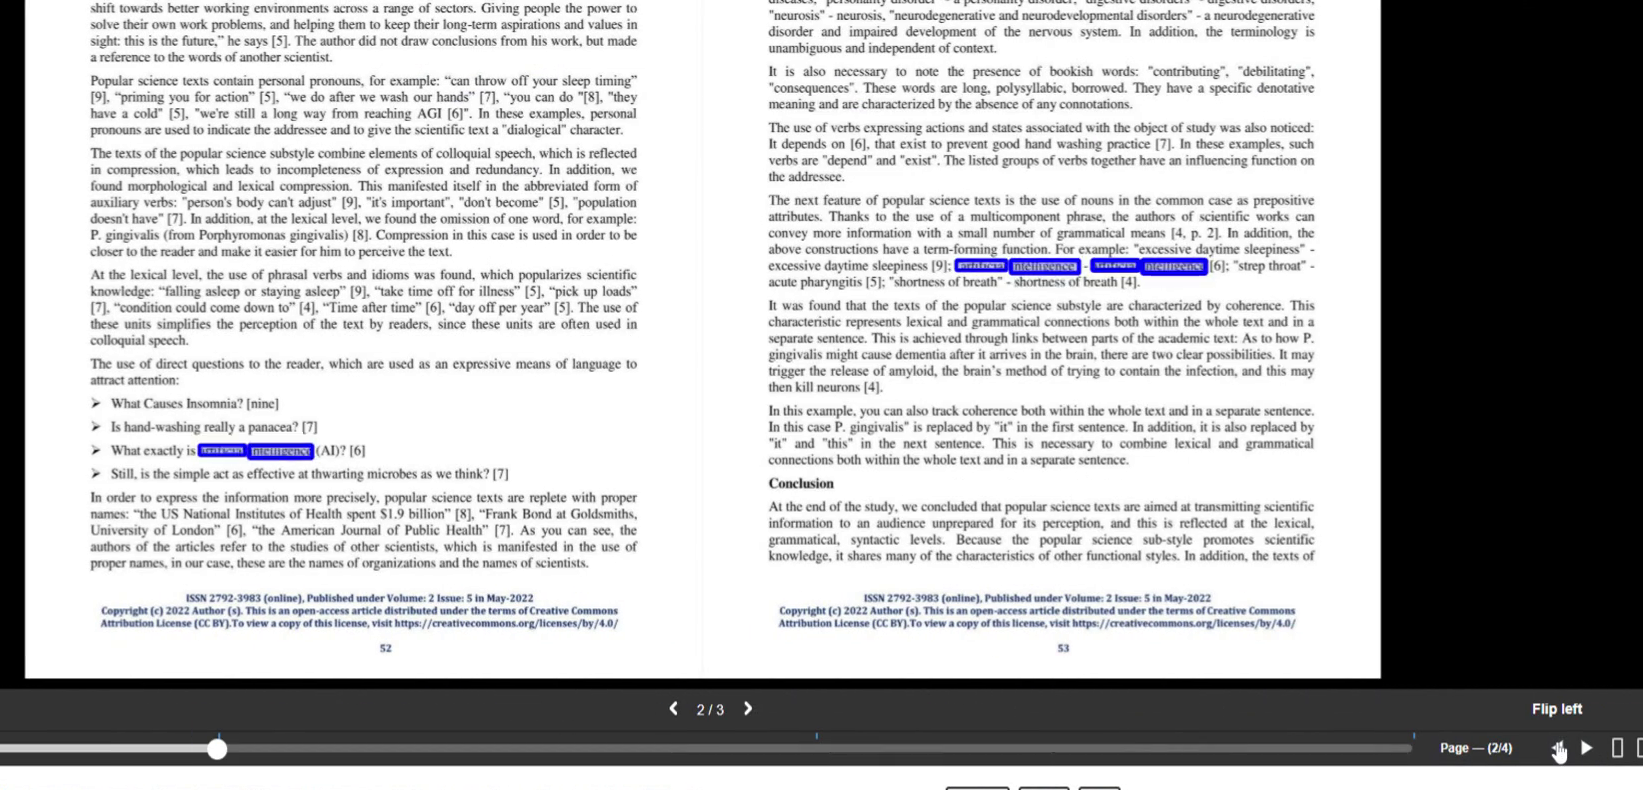 shift towards better working environments across a range of sectors. Giving people the power to
solve their own work problems, and helping them to keep their long-term aspirations and values in
sight: this is the future,” he says [5]. The author did not draw conclusions from his work, but made
a reference to the words of another scientist.
Popular science texts contain personal pronouns, for example: “can throw off your sleep timing”
[9], “priming you for action” [5], “we do after we wash our hands” [7], “you can do "[8], "they
have a cold" [5], "we're still a long way from reaching AGI [6]". In these examples, personal
pronouns are used to indicate the addressee and to give the scientific text a "dialogical" character.
The texts of the popular science substyle combine elements of colloquial speech, which is reflected
in compression, which leads to incompleteness of expression and redundancy. In addition, we
found morphological and lexical compression. This manifested itself in the abbreviated form of
auxiliary verbs: "person's body can't adjust" [9], "it's important", "don't become" [5], "population
doesn't have" [7]. In addition, at the lexical level, we found the omission of one word, for example:
P. gingivalis (from Porphyromonas gingivalis) [8]. Compression in this case is used in order to be
closer to the reader and make it easier for him to perceive the text.
At the lexical level, the use of phrasal verbs and idioms was found, which popularizes scientific
knowledge: “falling asleep or staying asleep” [9], “take time off for illness” [5], “pick up loads”
[7], “condition could come down to” [4], “Time after time” [6], “day off per year” [5]. The use of
these units simplifies the perception of the text by readers, since these units are often used in
colloquial speech.
The use of direct questions to the reader, which are used as an expressive means of language to
attract attention:
➢ What Causes Insomnia? [nine]
➢ Is hand-washing really a panacea? [7]
➢ What exactly is artificial intelligence (AI)? [6]
➢ Still, is the simple act as effective at thwarting microbes as we think? [7]
In order to express the information more precisely, popular science texts are replete with proper
names: “the US National Institutes of Health spent $1.9 billion” [8], “Frank Bond at Goldsmiths,
University of London” [6], “the American Journal of Public Health” [7]. As you can see, the
authors of the articles refer to the studies of other scientists, which is manifested in the use of
proper names, in our case, these are the names of organizations and the names of scientists.
ISSN 2792-3983 (online), Published under Volume: 2 Issue: 5 in May-2022
Copyright (c) 2022 Author (s). This is an open-access article distributed under the terms of Creative Commons
Attribution License (CC BY).To view a copy of this license, visit https://creativecommons.org/licenses/by/4.0/
52
"neurosis" - neurosis, "neurodegenerative and neurodevelopmental disorders" - a neurodegenerative
disorder and impaired development of the nervous system. In addition, the terminology is
unambiguous and independent of context.
It is also necessary to note the presence of bookish words: "contributing", "debilitating",
"consequences". These words are long, polysyllabic, borrowed. They have a specific denotative
meaning and are characterized by the absence of any connotations.
The use of verbs expressing actions and states associated with the object of study was also noticed:
It depends on [6], that exist to prevent good hand washing practice [7]. In these examples, such
verbs are "depend" and "exist". The listed groups of verbs together have an influencing function on
the addressee.
The next feature of popular science texts is the use of nouns in the common case as prepositive
attributes. Thanks to the use of a multicomponent phrase, the authors of scientific works can
convey more information with a small number of grammatical means [4, p. 2]. In addition, the
above constructions have a term-forming function. For example: "excessive daytime sleepiness" -
excessive daytime sleepiness [9]; artificial intelligence - artificial intelligence [6]; "strep throat" -
acute pharyngitis [5]; "shortness of breath" - shortness of breath [4].
It was found that the texts of the popular science substyle are characterized by coherence. This
characteristic represents lexical and grammatical connections both within the whole text and in a
separate sentence. This is achieved through links between parts of the academic text: As to how P.
gingivalis might cause dementia after it arrives in the brain, there are two clear possibilities. It may
trigger the release of amyloid, the brain’s method of trying to contain the infection, and this may
then kill neurons [4].
In this example, you can also track coherence both within the whole text and in a separate sentence.
In this case P. gingivalis" is replaced by "it" in the first sentence. In addition, it is also replaced by
"it" and "this" in the next sentence. This is necessary to combine lexical and grammatical
connections both within the whole text and in a separate sentence.
Conclusion
At the end of the study, we concluded that popular science texts are aimed at transmitting scientific
information to an audience unprepared for its perception, and this is reflected at the lexical,
grammatical, syntactic levels. Because the popular science sub-style promotes scientific
knowledge, it shares many of the characteristics of other functional styles. In addition, the texts of
ISSN 2792-3983 (online), Published under Volume: 2 Issue: 5 in May-2022
Copyright (c) 2022 Author (s). This is an open-access article distributed under the terms of Creative Commons
Attribution License (CC BY).To view a copy of this license, visit https://creativecommons.org/licenses/by/4.0/
53
2 / 3
Flip left
Page — (2/4)